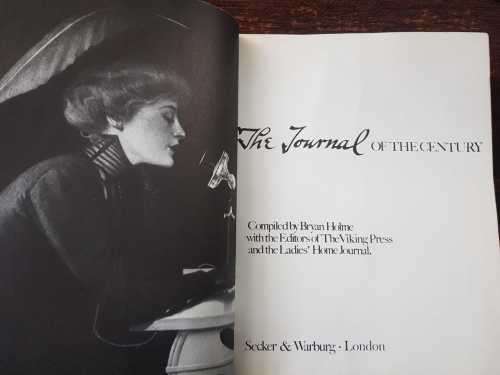 The Journal OF THE CENTURY
Compiled by Bryan Holme
with the Editors of The Viking Press
and the Ladies' Home Journal.
Secker & Warburg · London